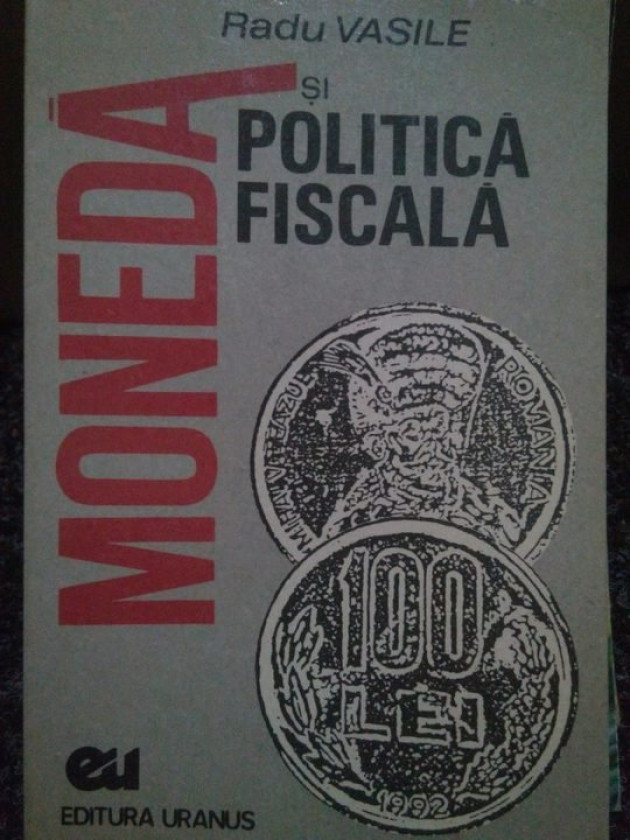 Radu VASILE
MONEDĂ
ȘI
POLITICĂ
FISCALĂ
MIHAI VITEAZUL
ROMANIA
100
LEI
1992
eu
EDITURA URANUS